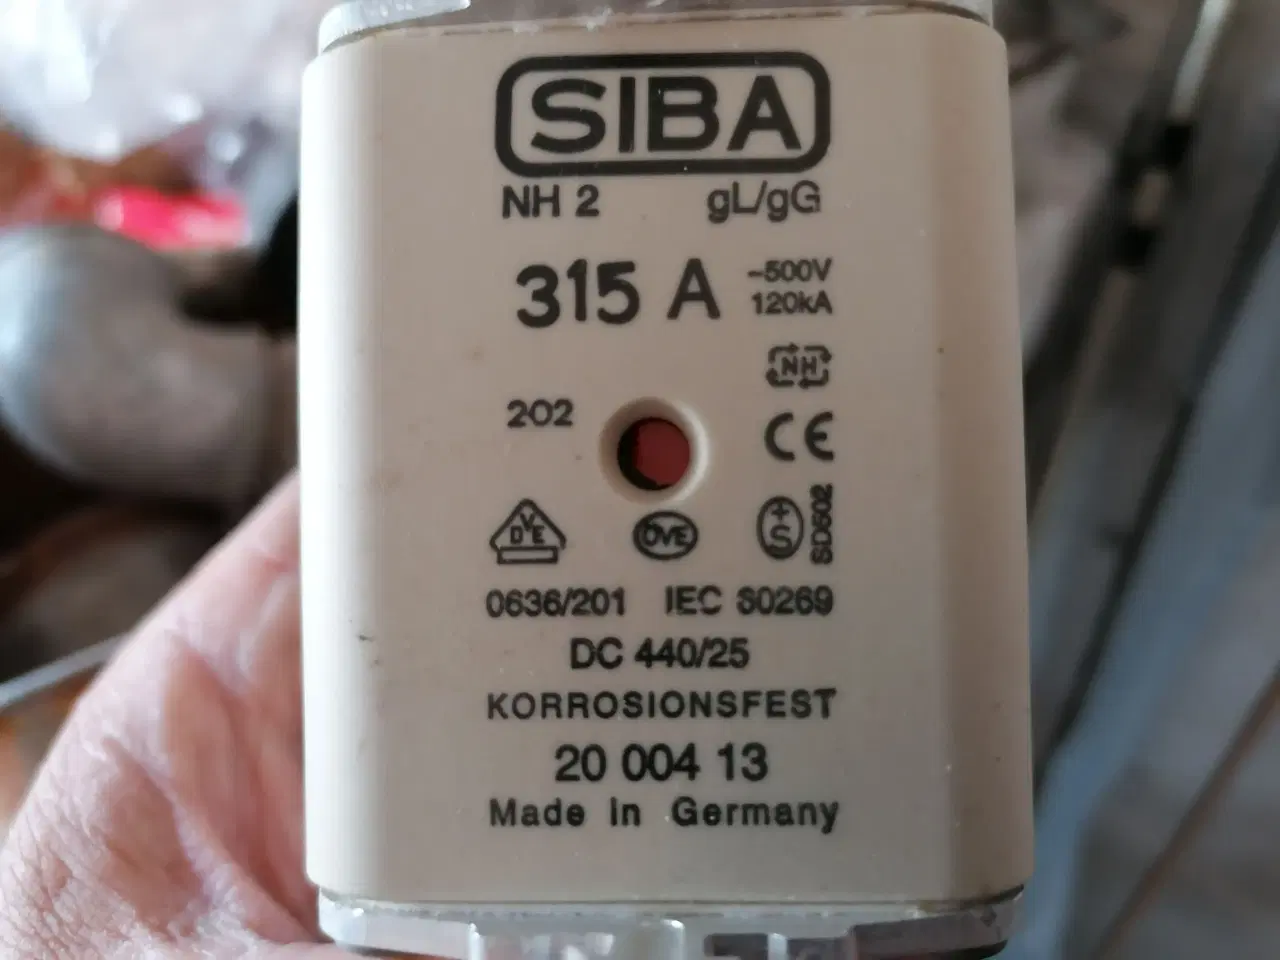 SIBA
NH 2 gL/gG
315 A ~500V
120kA
NH
202
CE
VDE ÖVE +S SD502
0636/201 IEC 60269
DC 440/25
KORROSIONSFEST
20 004 13
Made in Germany